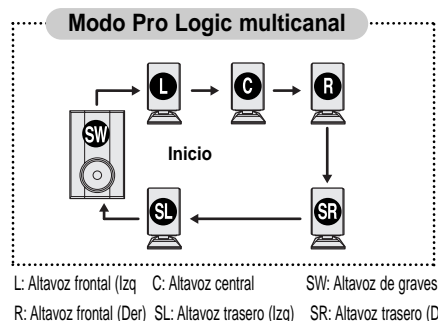 Modo Pro Logic multicanal
L C R
SW
Inicio
SL SR
L: Altavoz frontal (Izq C: Altavoz central SW: Altavoz de graves
R: Altavoz frontal (Der) SL: Altavoz trasero (Izq) SR: Altavoz trasero (D